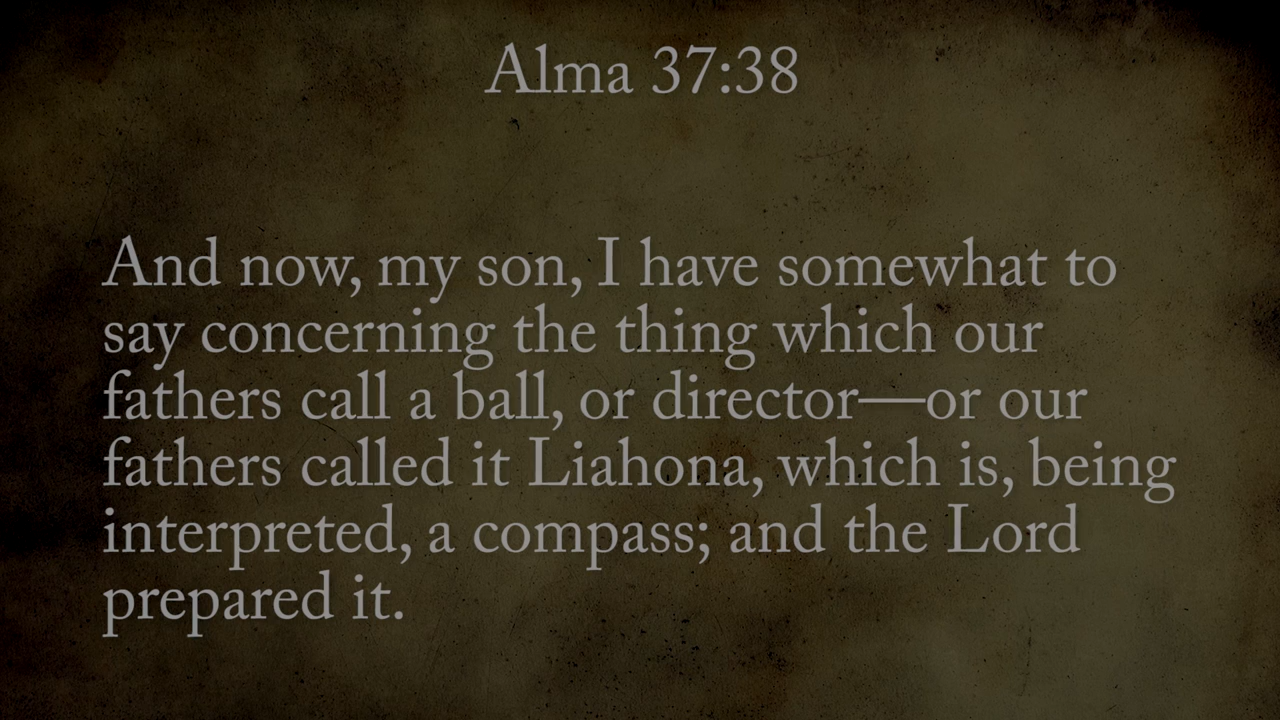 Alma 37:38
And now, my son, I have somewhat to
say concerning the thing which our
fathers call a ball, or director—or our
fathers called it Liahona, which is, being
interpreted, a compass; and the Lord
prepared it.